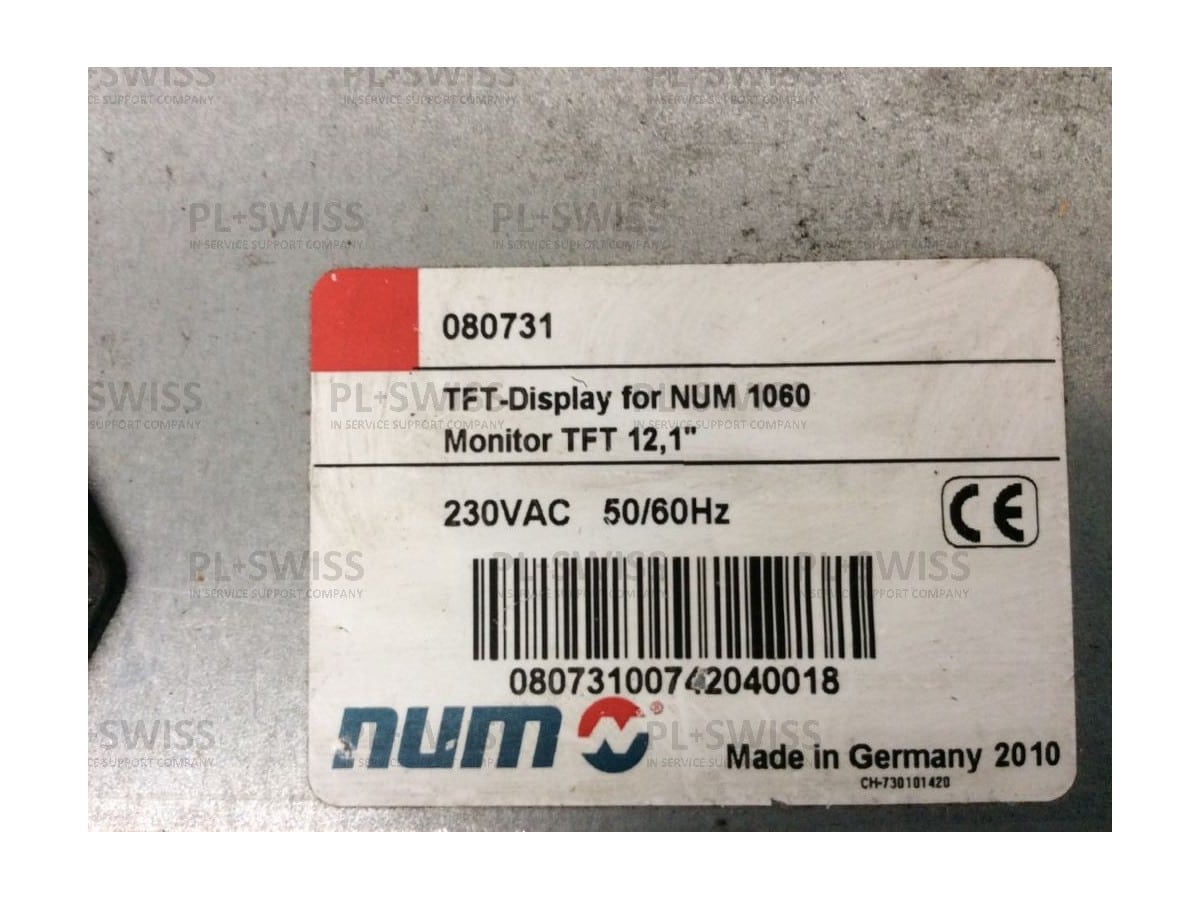 080731
TFT-Display for NUM 1060
Monitor TFT 12,1"
230VAC 50/60Hz
CE
08073100742040018
num ®
Made in Germany 2010
CH-730101420
PL+SWISS
IN SERVICE SUPPORT COMPANY